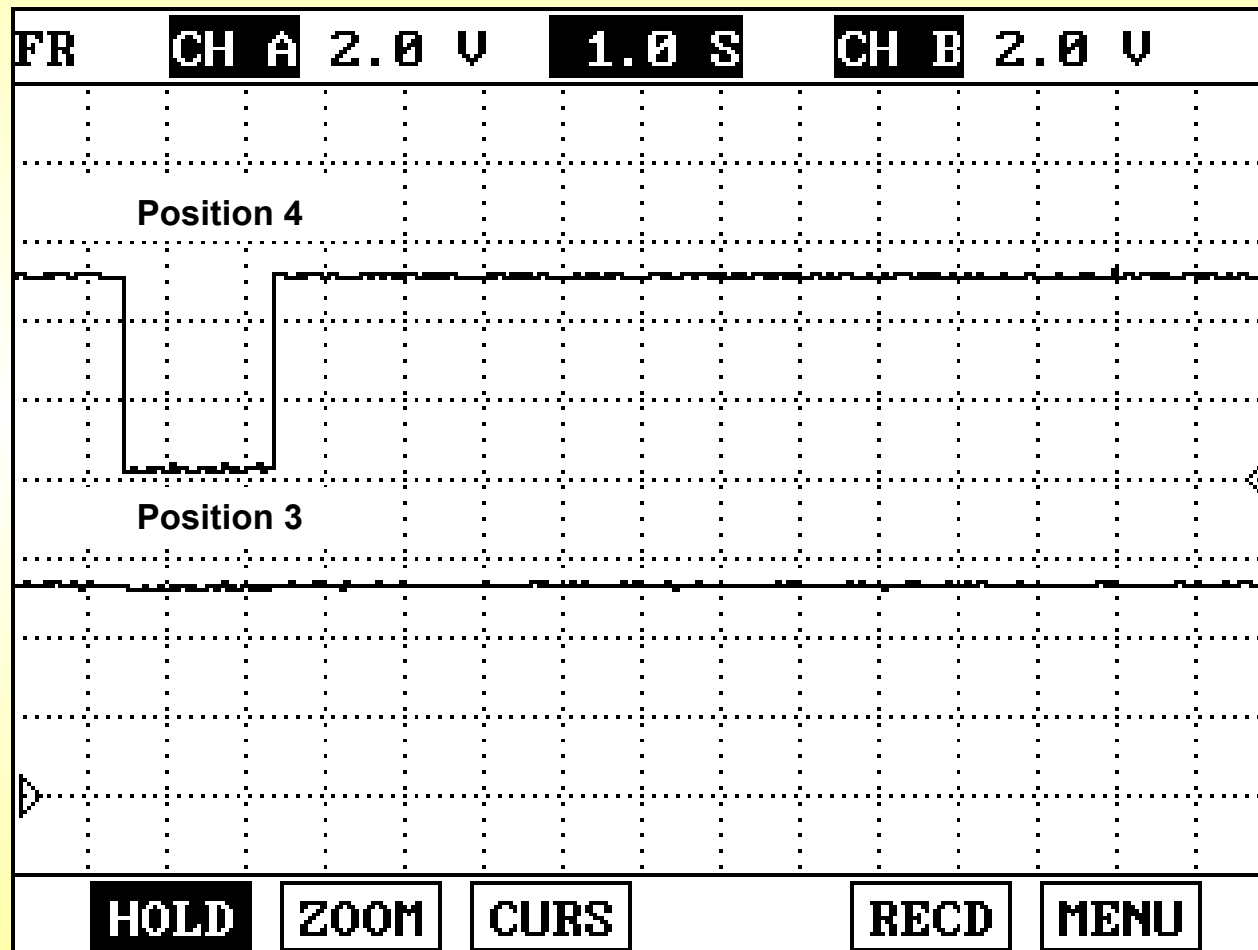 FR CH A 2.0 V 1.0 S CH B 2.0 V
Position 4
Position 3
HOLD ZOOM CURS RECD MENU